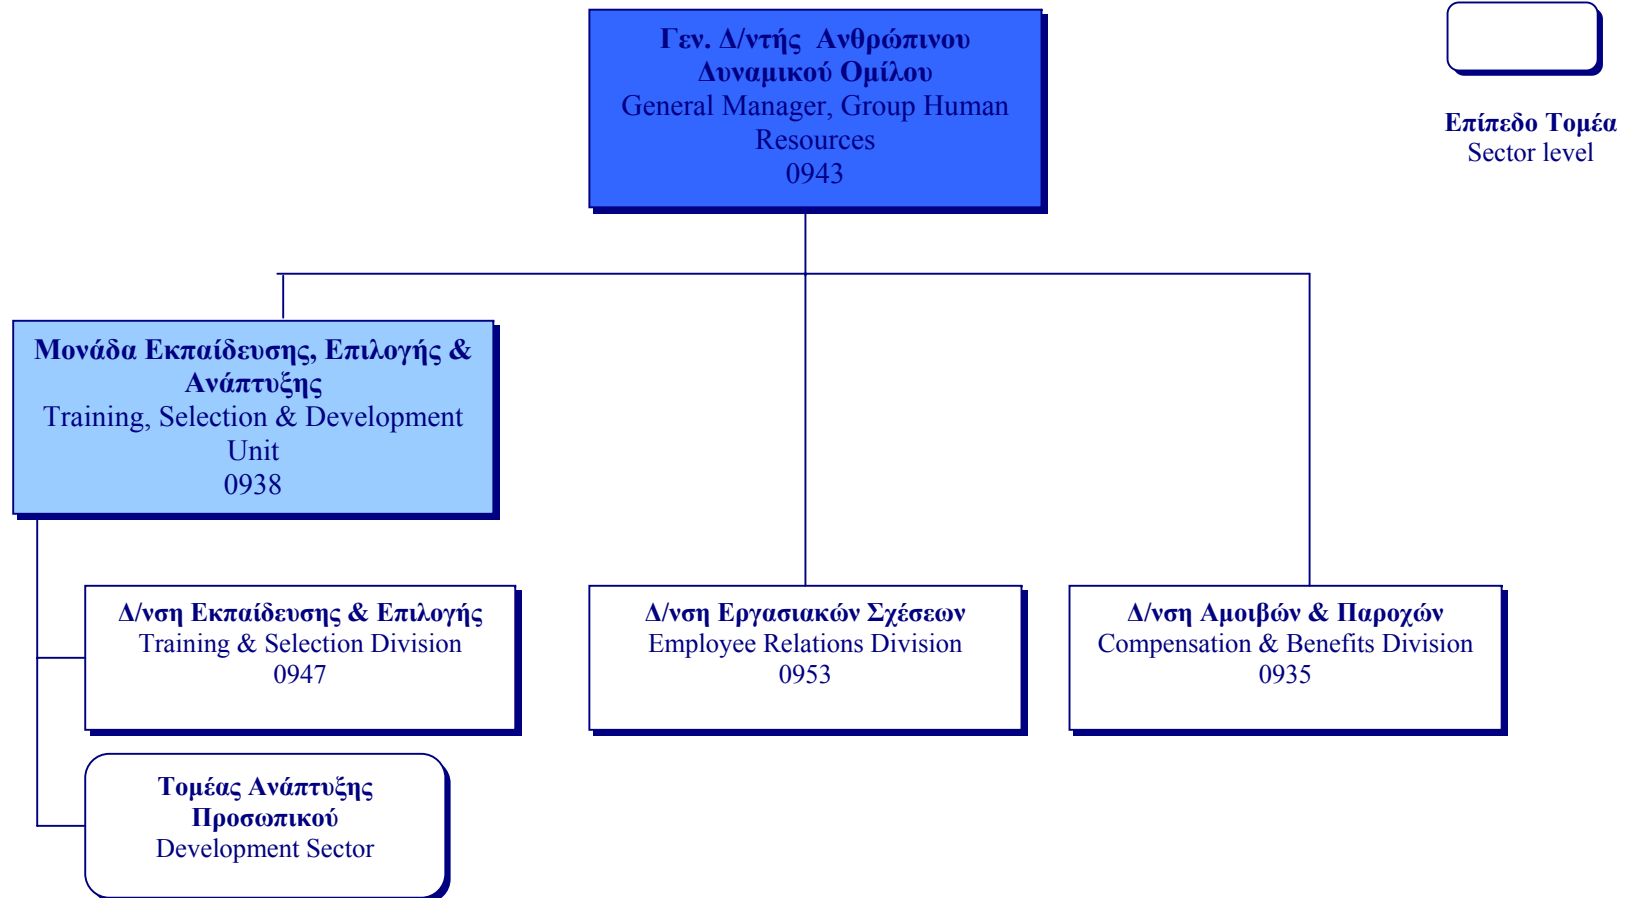 Γεν. Δ/ντής Ανθρώπινου
Δυναμικού Ομίλου
General Manager, Group Human
Resources
0943
Επίπεδο Τομέα
Sector level
Μονάδα Εκπαίδευσης, Επιλογής &
Ανάπτυξης
Training, Selection & Development
Unit
0938
Δ/νση Εκπαίδευσης & Επιλογής
Training & Selection Division
0947
Δ/νση Εργασιακών Σχέσεων
Employee Relations Division
0953
Δ/νση Αμοιβών & Παροχών
Compensation & Benefits Division
0935
Τομέας Ανάπτυξης
Προσωπικού
Development Sector